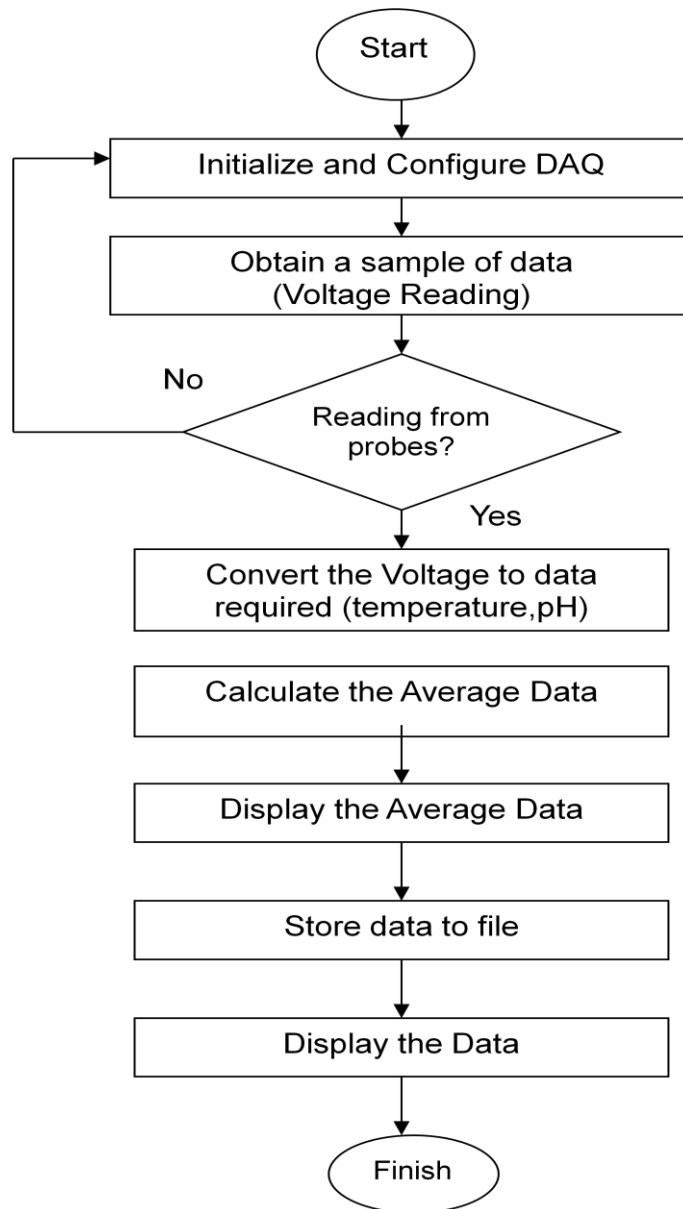 Start
Initialize and Configure DAQ
Obtain a sample of data
(Voltage Reading)
No
Reading from
probes?
Yes
Convert the Voltage to data
required (temperature,pH)
Calculate the Average Data
Display the Average Data
Store data to file
Display the Data
Finish